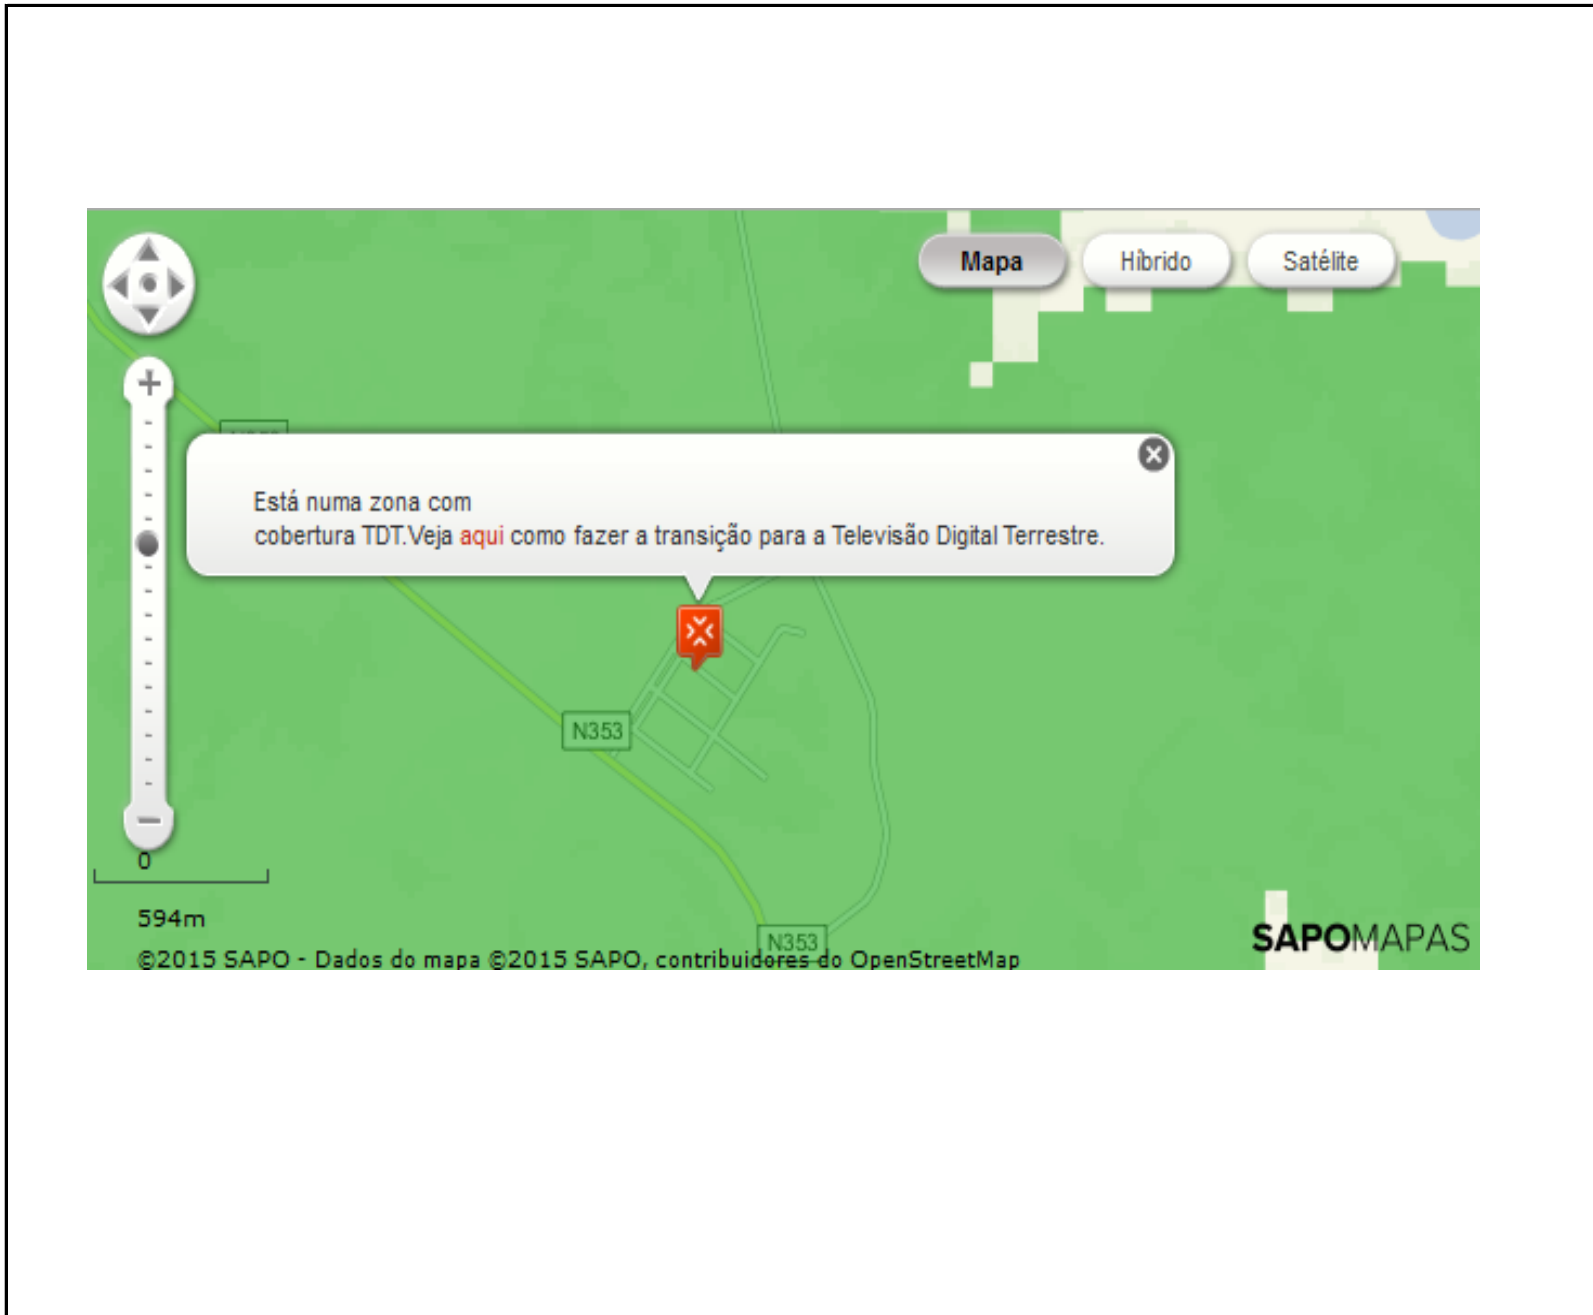 Mapa
Híbrido
Satélite
Está numa zona com
cobertura TDT.Veja aqui como fazer a transição para a Televisão Digital Terrestre.
N353
0
594m
N353
SAPOMAPAS
©2015 SAPO - Dados do mapa ©2015 SAPO, contribuidores do OpenStreetMap